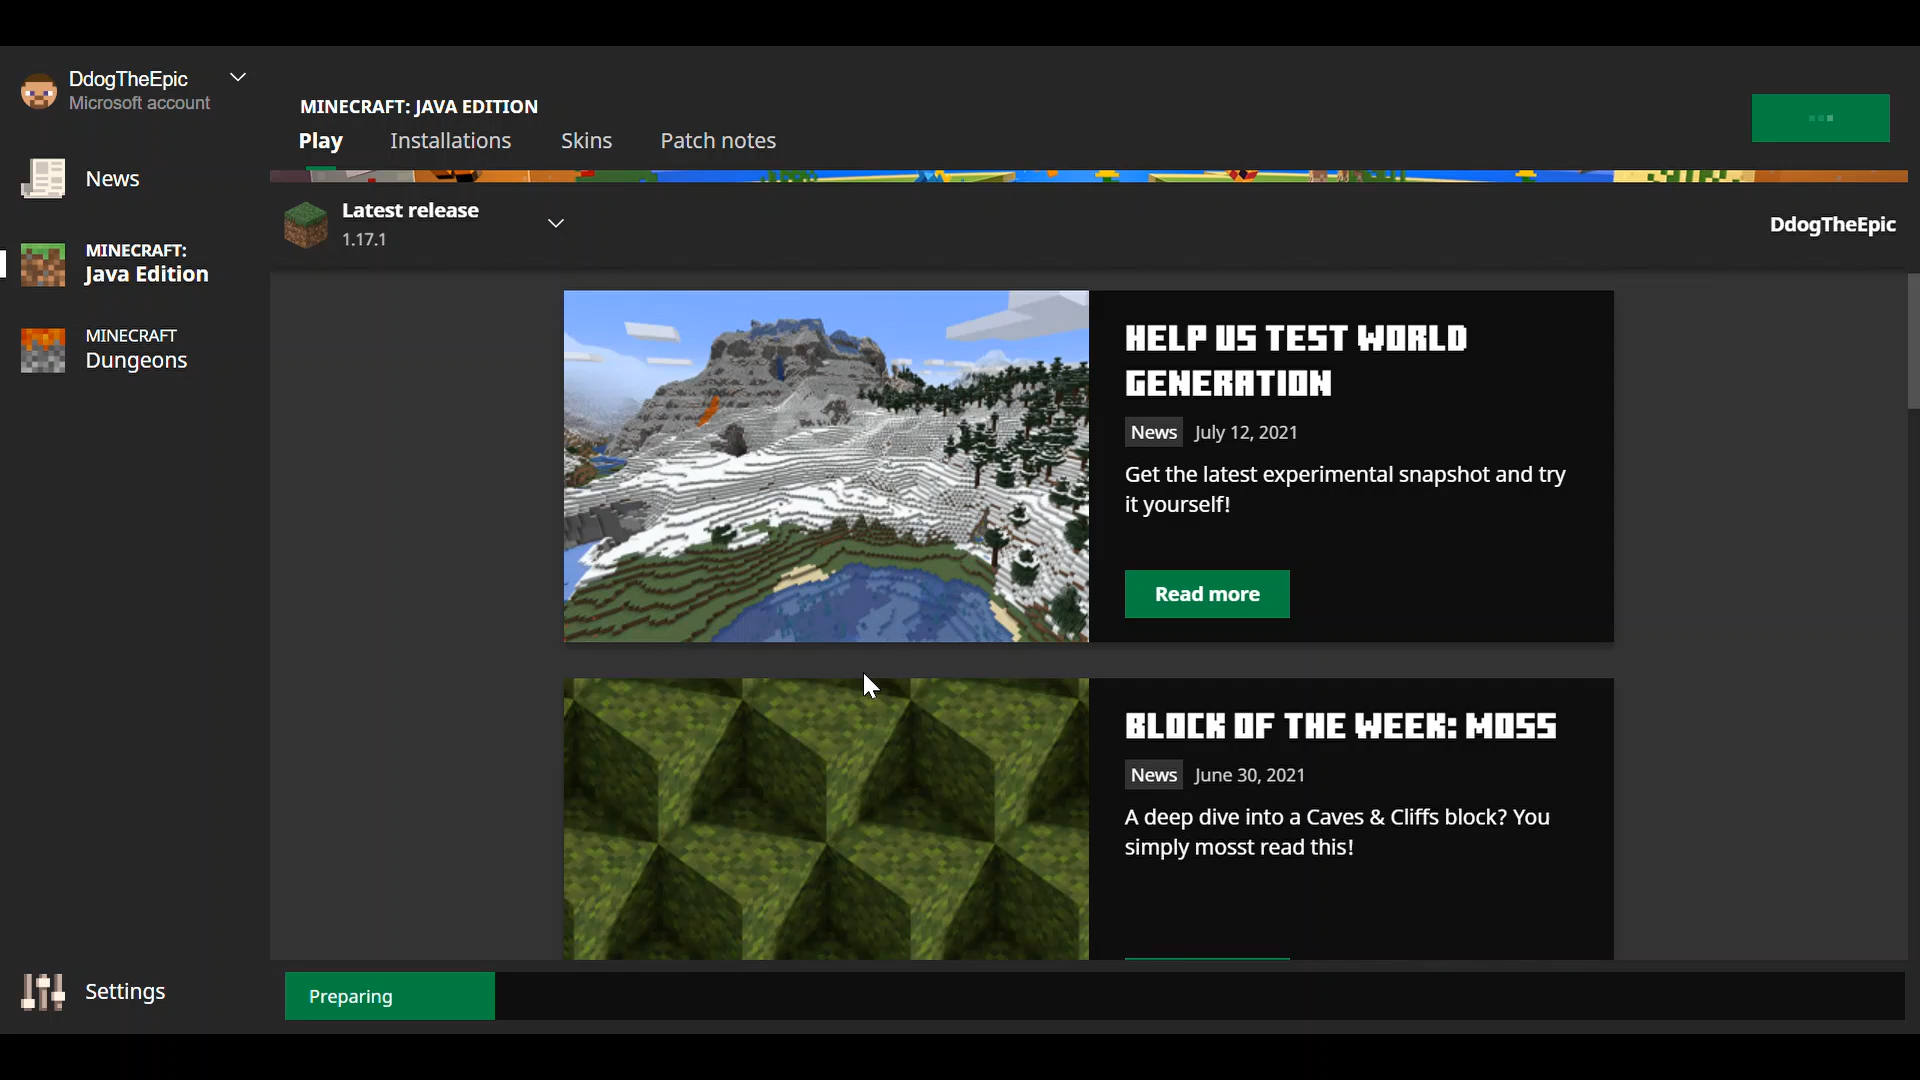 DdogTheEpic
Microsoft account
News
MINECRAFT:
Java Edition
MINECRAFT
Dungeons
Settings
MINECRAFT: JAVA EDITION
Play Installations Skins Patch notes
Latest release
1.17.1
DdogTheEpic
HELP US TEST WORLD
GENERATION
News July 12, 2021
Get the latest experimental snapshot and try
it yourself!
Read more
BLOCK OF THE WEEK: MOSS
News June 30, 2021
A deep dive into a Caves & Cliffs block? You
simply mosst read this!
Preparing